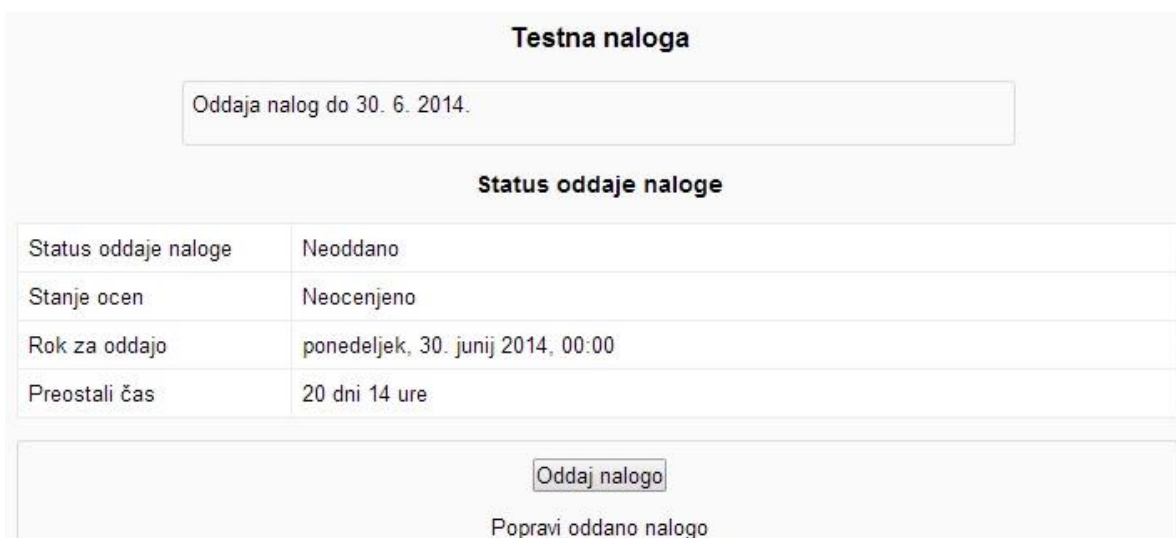 Testna naloga
Oddaja nalog do 30. 6. 2014.
Status oddaje naloge
Status oddaje naloge Neoddano
Stanje ocen Neocenjeno
Rok za oddajo ponedeljek, 30. junij 2014, 00:00
Preostali čas 20 dni 14 ure
Oddaj nalogo
Popravi oddano nalogo